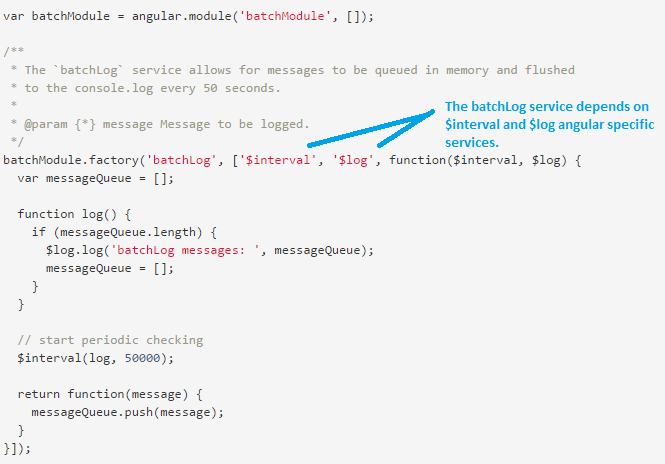 var batchModule = angular.module('batchModule', []);

/**
 * The `batchLog` service allows for messages to be queued in memory and flushed
 * to the console.log every 50 seconds.
 *
 * @param {*} message Message to be logged.
 */
batchModule.factory('batchLog', ['$interval', '$log', function($interval, $log) {
  var messageQueue = [];

  function log() {
    if (messageQueue.length) {
      $log.log('batchLog messages: ', messageQueue);
      messageQueue = [];
    }
  }

  // start periodic checking
  $interval(log, 50000);

  return function(message) {
    messageQueue.push(message);
  }
}]);
The batchLog service depends on
$interval and $log angular specific
services.